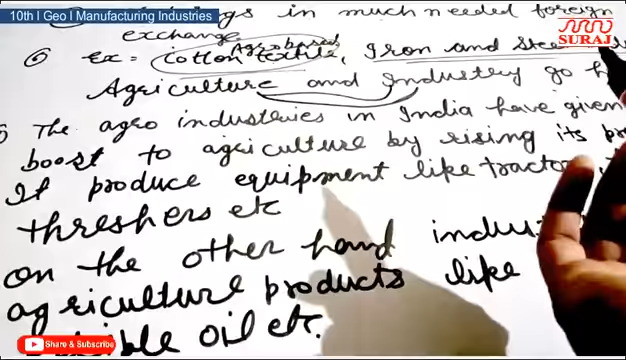 10th | Geo | Manufacturing Industries
SURAJ
in much needed foreign
exchange
Agro based
Ex = Cotton textile, Iron and Steel
Agriculture and Industry go
The agro industries in India have given
boost to agriculture by rising its
It produce equipment like tractor
threshers etc
on the other hand
agriculture products like
oil etc.
Share & Subscribe